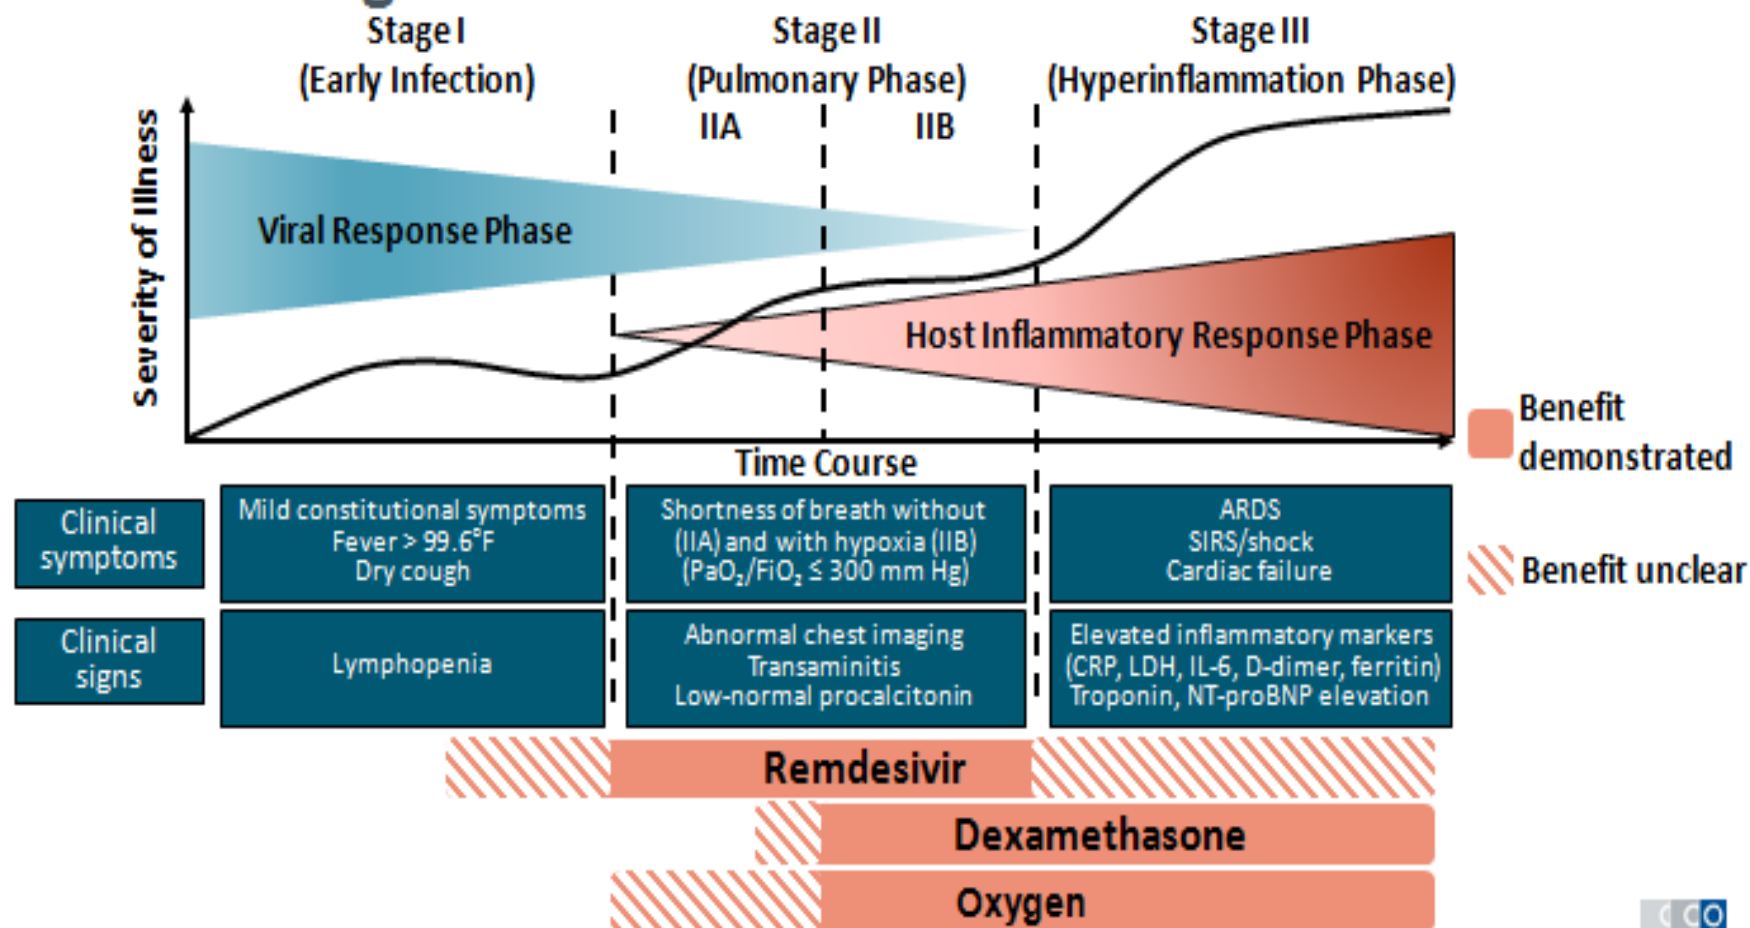 Stage I
(Early Infection)
Stage II
(Pulmonary Phase)
IIA
IIB
Stage III
(Hyperinflammation Phase)
Severity of Illness
Viral Response Phase
Host Inflammatory Response Phase
Time Course
Benefit
demonstrated
Benefit unclear
Clinical
symptoms
Mild constitutional symptoms
Fever > 99.6°F
Dry cough
Shortness of breath without
(IIA) and with hypoxia (IIB)
(PaO₂/FiO₂ ≤ 300 mm Hg)
ARDS
SIRS/shock
Cardiac failure
Clinical
signs
Lymphopenia
Abnormal chest imaging
Transaminitis
Low-normal procalcitonin
Elevated inflammatory markers
(CRP, LDH, IL-6, D-dimer, ferritin)
Troponin, NT-proBNP elevation
Remdesivir
Dexamethasone
Oxygen
CCO